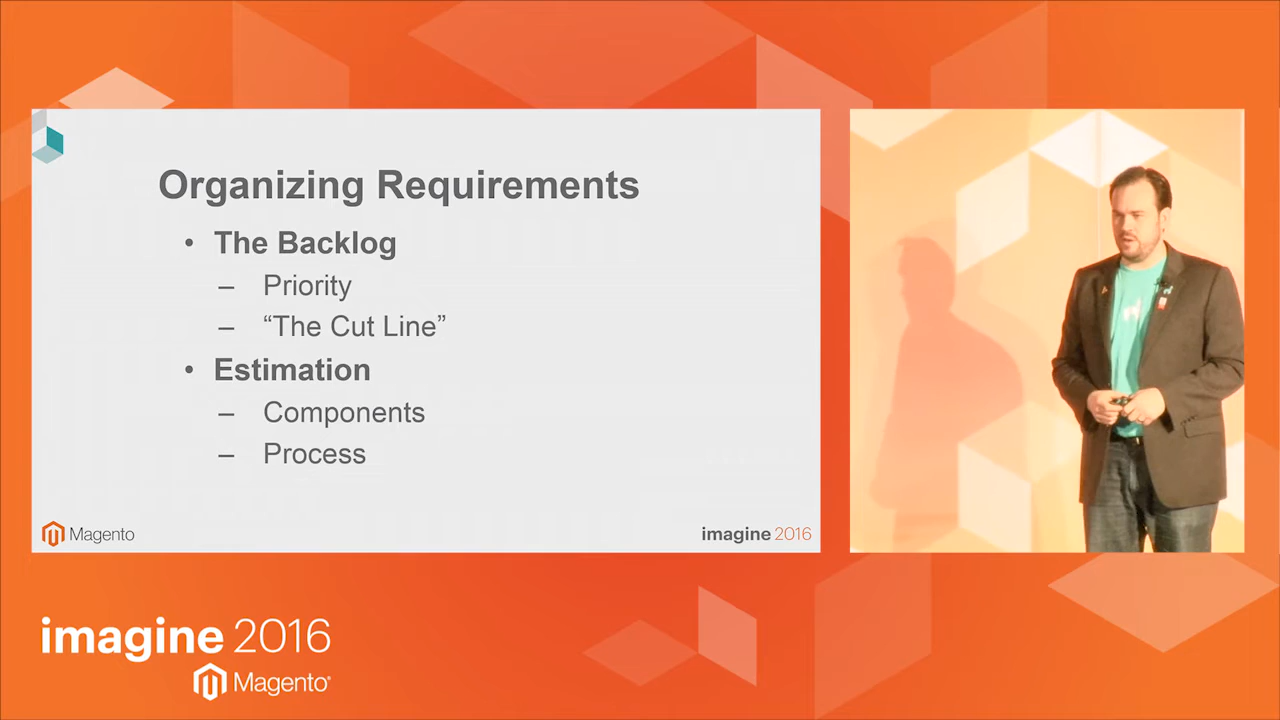 Organizing Requirements
• The Backlog
– Priority
– “The Cut Line”
• Estimation
– Components
– Process
Magento
imagine 2016
imagine 2016
Magento®